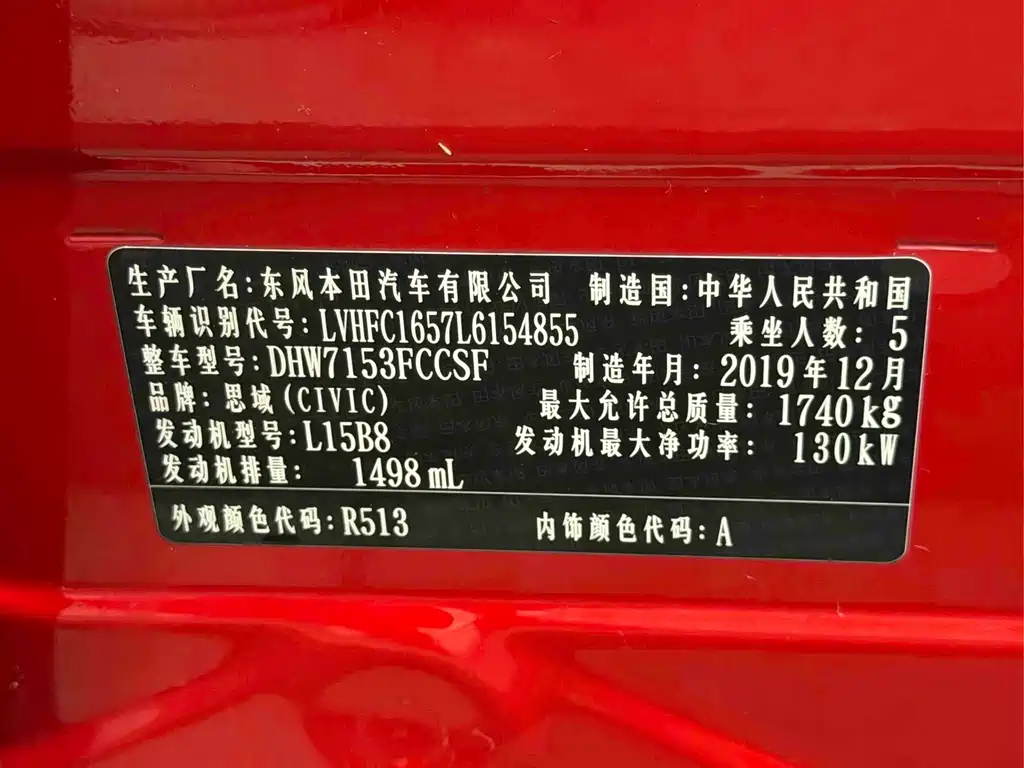 生产厂名:东风本田汽车有限公司 制造国:中华人民共和国
车辆识别代号:LVHFC1657L6154855 乘坐人数:5
整车型号:DHW7153FCCSF 制造年月:2019年12月
品牌:思域(CIVIC) 最大允许总质量:1740kg
发动机型号:L15B8 发动机最大净功率:130kW
发动机排量:1498mL
外观颜色代码:R513 内饰颜色代码:A